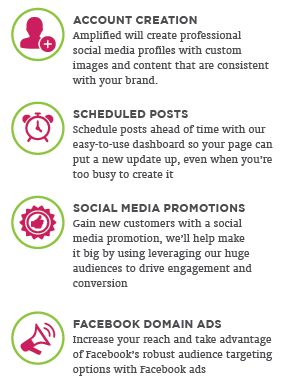 ACCOUNT CREATION
Amplified will create professional
social media profiles with custom
images and content that are consistent
with your brand.
SCHEDULED POSTS
Schedule posts ahead of time with our
easy-to-use dashboard so your page can
put a new update up, even when you're
too busy to create it
SOCIAL MEDIA PROMOTIONS
Gain new customers with a social
media promotion, we'll help make
it big by using leveraging our huge
audiences to drive engagement and
conversion
FACEBOOK DOMAIN ADS
Increase your reach and take advantage
of Facebook's robust audience targeting
options with Facebook ads